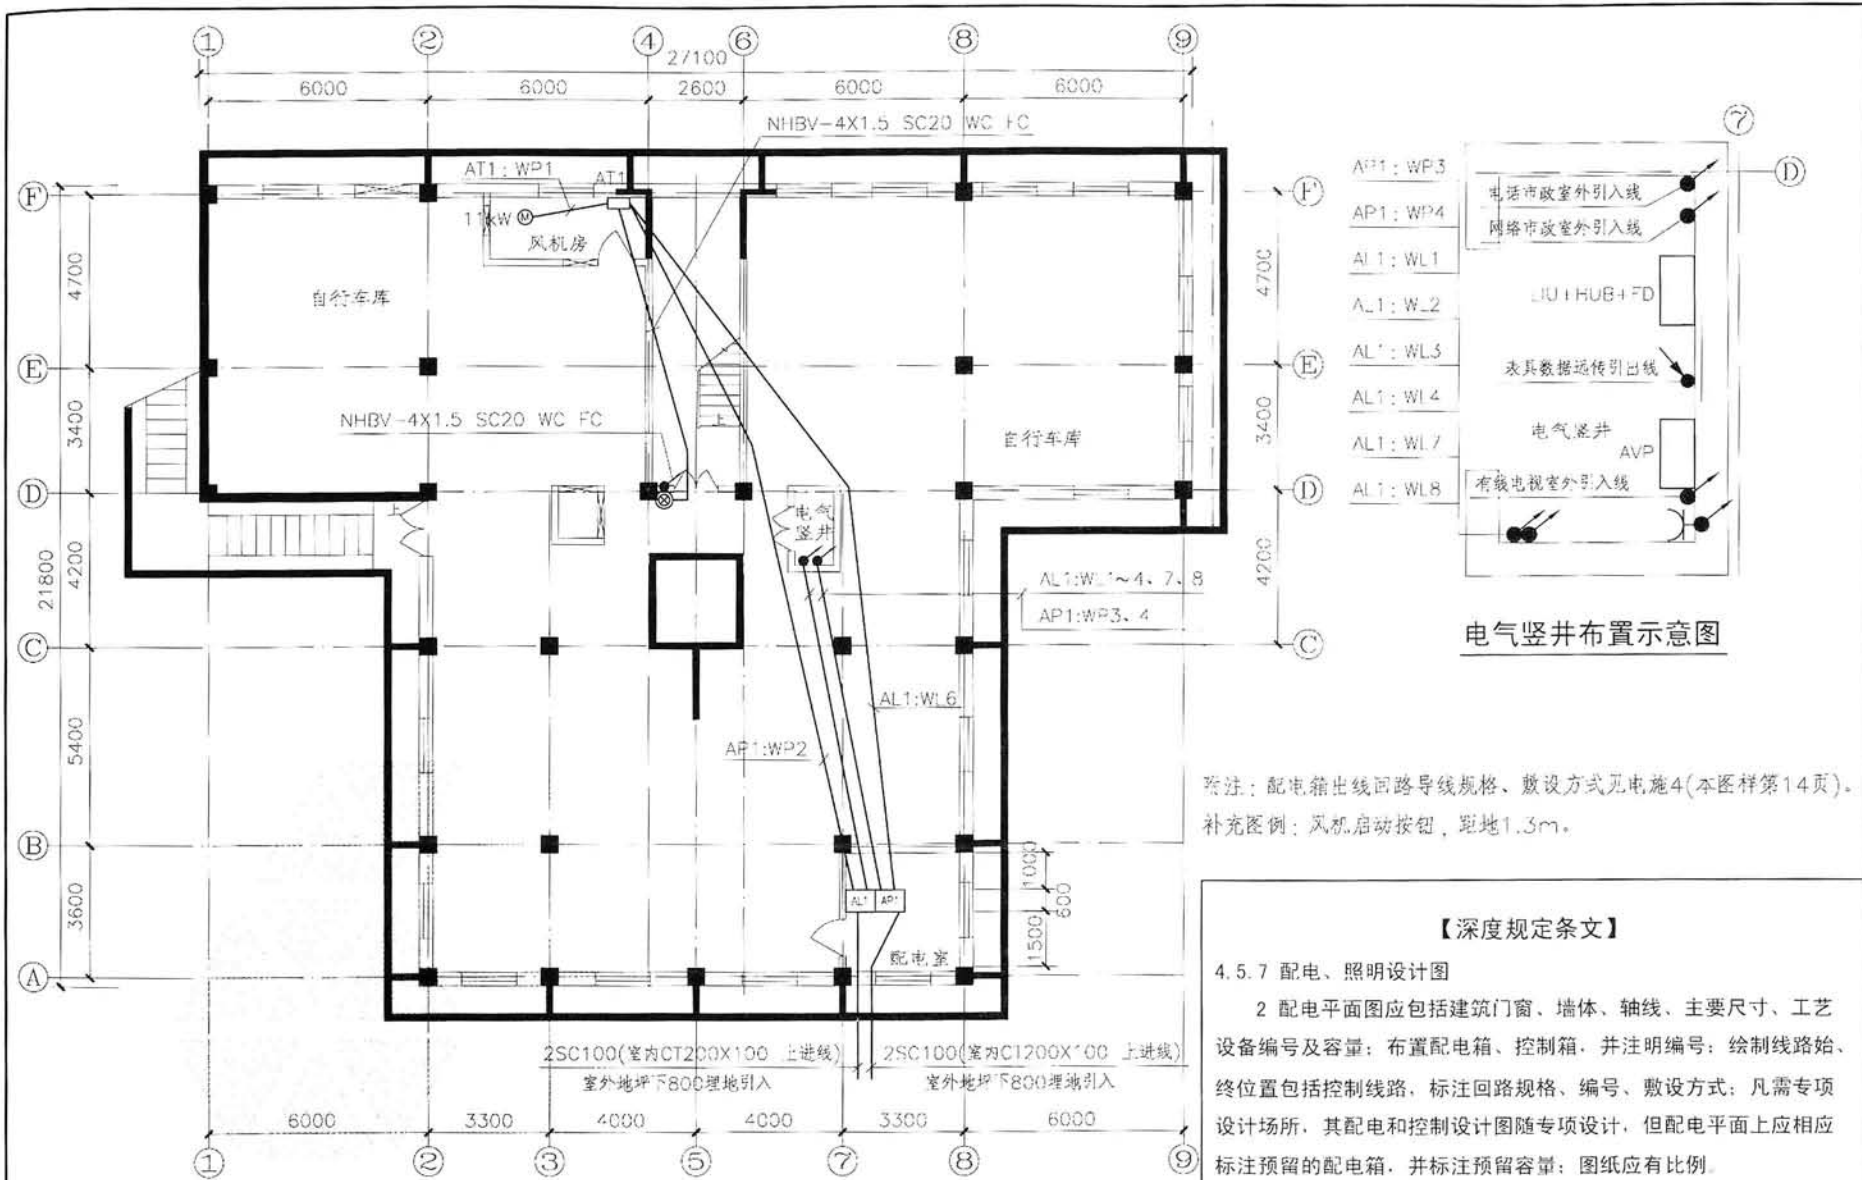 ① ② ④ ⑥ ⑧ ⑨
27100
6000 6000 2600 6000 6000
NHBV-4X1.5 SC20 WC FC
AT1: WP1
AT1
11kW Ⓜ
风机房
自行车库
NHBV-4X1.5 SC20 WC FC
上
自行车库
上
电气
竖井
AL1:WL1~4、7、8
AP1:WP3、4
AL1:WL6
AP1:WP2
AL1 AP1
配电室
Ⓕ Ⓔ Ⓓ Ⓒ Ⓑ Ⓐ
4700
3400
4200
5400
3600
21800
Ⓕ Ⓔ Ⓓ Ⓒ
4700
3400
4200
1000
600
1500
2SC100(室内CT200X100 上进线)
室外地坪下800埋地引入
2SC100(室内CT200X100 上进线)
室外地坪下800埋地引入
6000 3300 4000 4000 3300 6000
① ② ③ ⑤ ⑦ ⑧ ⑨
⑦
Ⓓ
AP1: WP3
AP1: WP4
AL1: WL1
AL1: WL2
AL1: WL3
AL1: WL4
AL1: WL7
AL1: WL8
电话市政室外引入线
网络市政室外引入线
LIU+HUB+FD
表具数据远传引出线
电气竖井
AVP
有线电视室外引入线
电气竖井布置示意图
附注：配电箱出线回路导线规格、敷设方式见电施4(本图样第14页)。
补充图例：风机启动按钮，距地1.3m。
【深度规定条文】
4.5.7 配电、照明设计图
2 配电平面图应包括建筑门窗、墙体、轴线、主要尺寸、工艺
设备编号及容量；布置配电箱、控制箱，并注明编号；绘制线路始、
终位置包括控制线路，标注回路规格、编号、敷设方式；凡需专项
设计场所，其配电和控制设计图随专项设计，但配电平面上应相应
标注预留的配电箱，并标注预留容量；图纸应有比例。